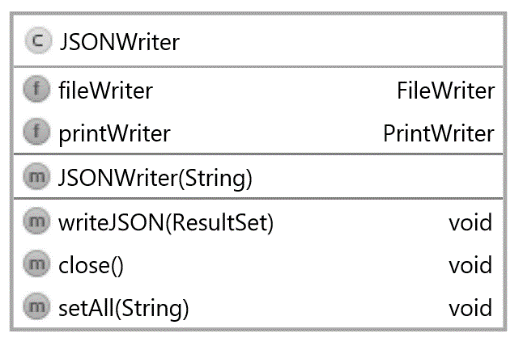 C JSONWriter
f fileWriter FileWriter
f printWriter PrintWriter
m JSONWriter(String)
m writeJSON(ResultSet) void
m close() void
m setAll(String) void